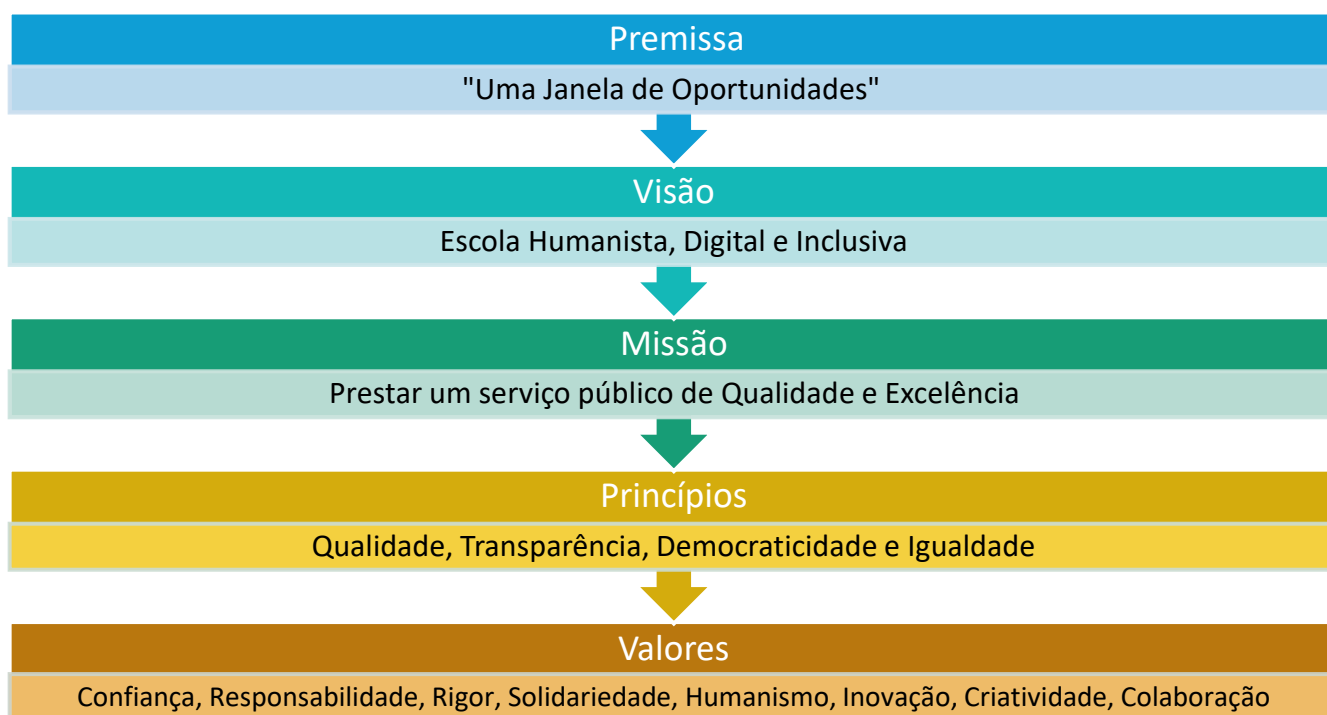 Premissa
"Uma Janela de Oportunidades"
Visão
Escola Humanista, Digital e Inclusiva
Missão
Prestar um serviço público de Qualidade e Excelência
Princípios
Qualidade, Transparência, Democraticidade e Igualdade
Valores
Confiança, Responsabilidade, Rigor, Solidariedade, Humanismo, Inovação, Criatividade, Colaboração